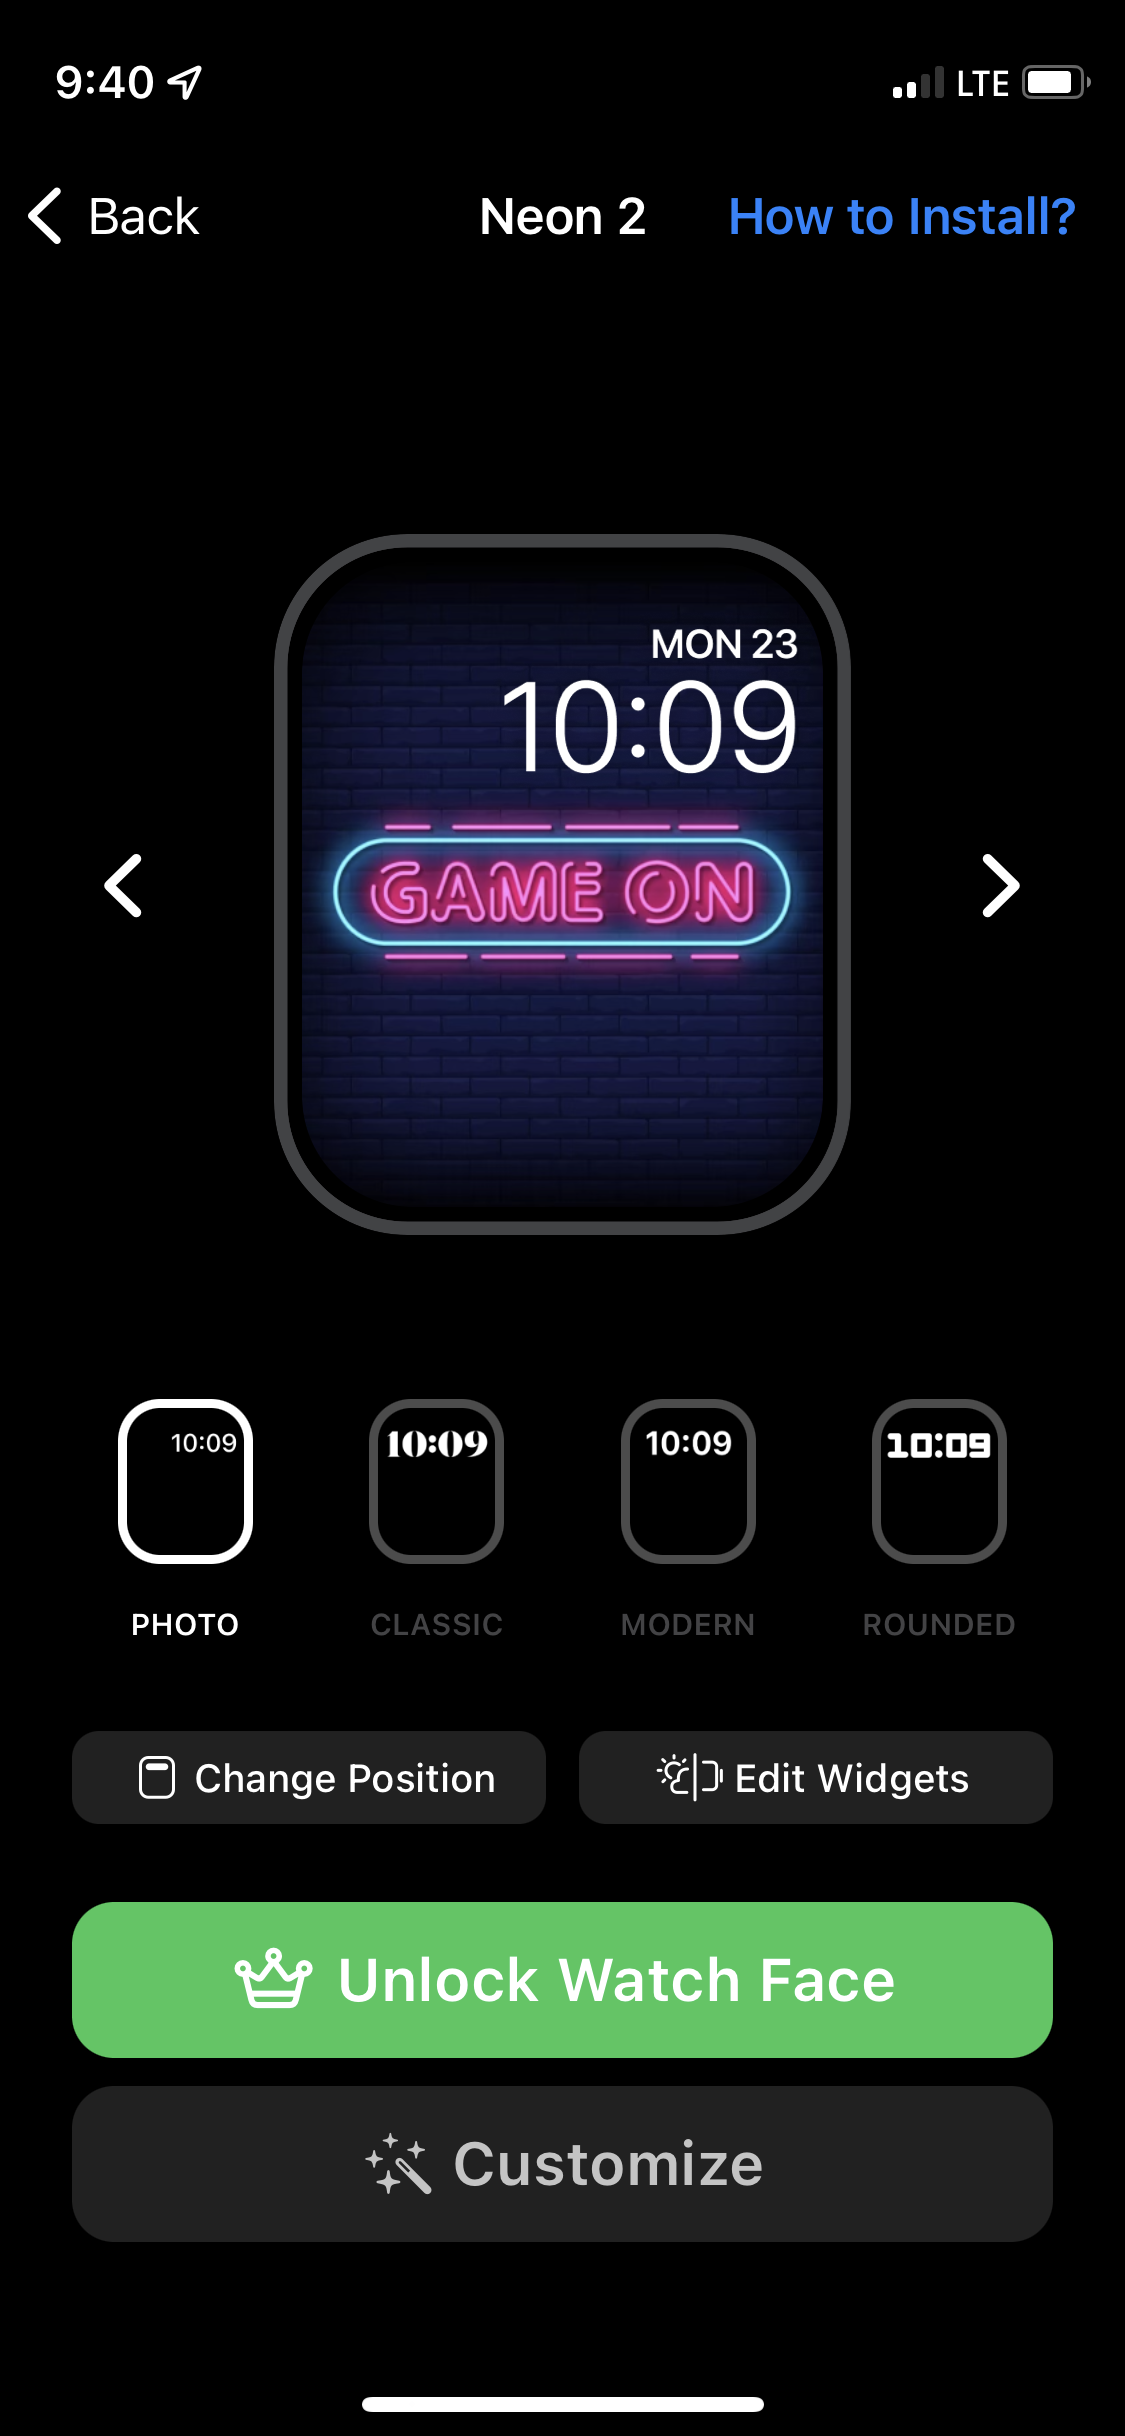 9:40 LTE
Back Neon 2 How to Install?
MON 23
10:09
GAME ON
10:09 10:09 10:09 10:09
PHOTO CLASSIC MODERN ROUNDED
Change Position Edit Widgets
Unlock Watch Face
Customize